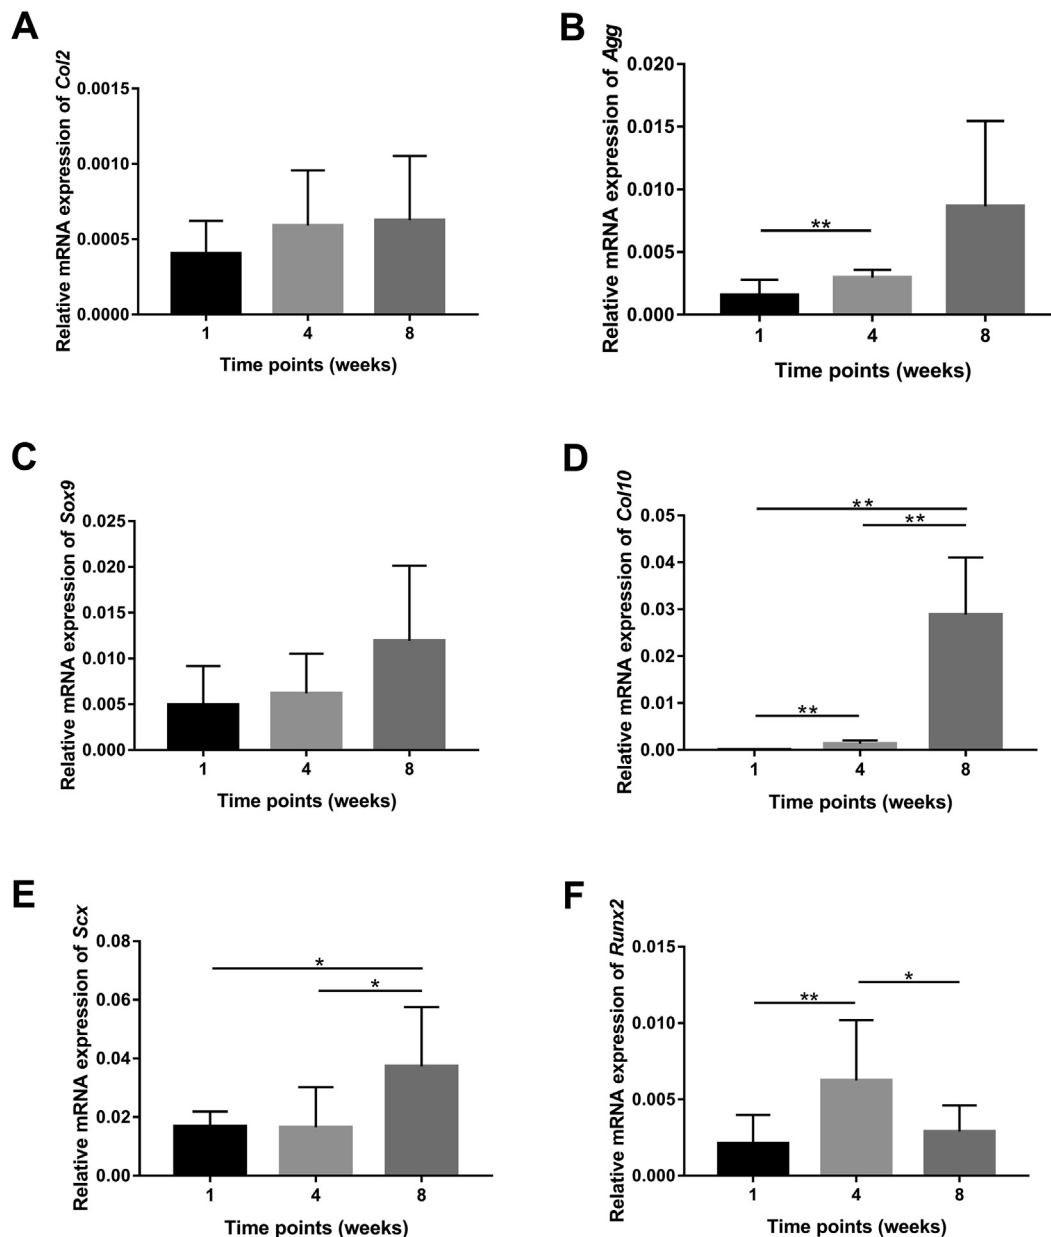 A
Relative mRNA expression of Col2
0.0015
0.0010
0.0005
0.0000
1 4 8
Time points (weeks)
B
Relative mRNA expression of Agg
0.020
0.015
0.010
0.005
0.000
**
1 4 8
Time points (weeks)
C
Relative mRNA expression of Sox9
0.025
0.020
0.015
0.010
0.005
0.000
1 4 8
Time points (weeks)
D
Relative mRNA expression of Col10
0.05
0.04
0.03
0.02
0.01
0.00
**
**
**
1 4 8
Time points (weeks)
E
Relative mRNA expression of Scx
0.08
0.06
0.04
0.02
0.00
*
*
1 4 8
Time points (weeks)
F
Relative mRNA expression of Runx2
0.015
0.010
0.005
0.000
*
**
1 4 8
Time points (weeks)